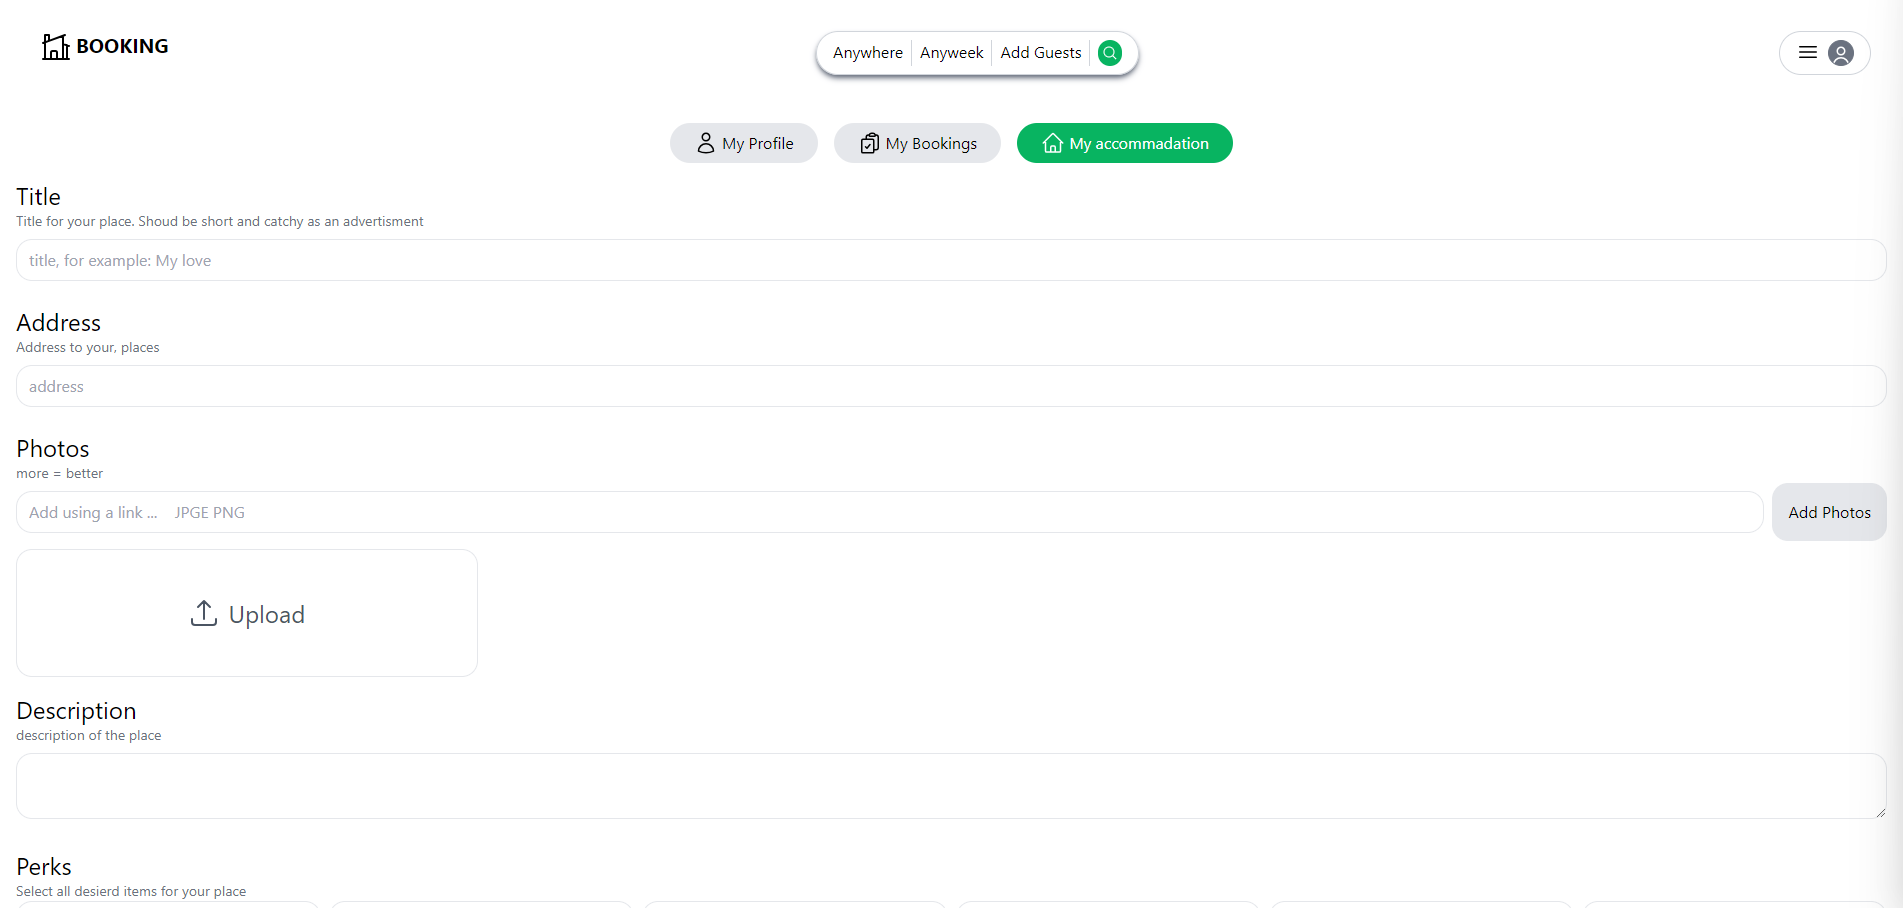 BOOKING
Anywhere Anyweek Add Guests
My Profile My Bookings My accommadation
Title
Title for your place. Shoud be short and catchy as an advertisment
title, for example: My love
Address
Address to your, places
address
Photos
more = better
Add using a link ... JPGE PNG
Add Photos
Upload
Description
description of the place
Perks
Select all desierd items for your place